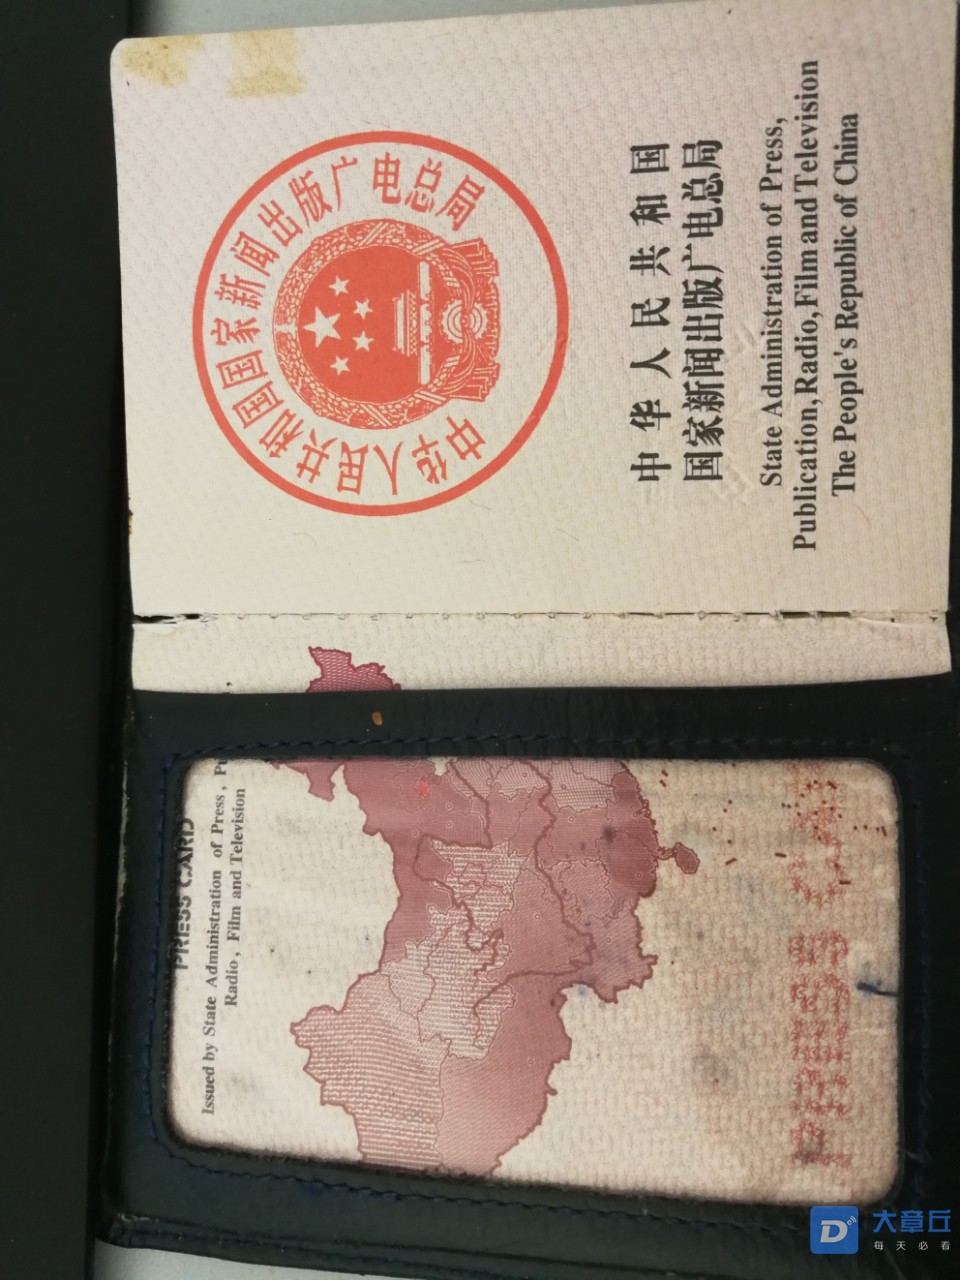 中华人民共和国国家新闻出版广电总局
中华人民共和国
国家新闻出版广电总局
State Administration of Press,
Publication,Radio,Film and Television
The People's Republic of China
PRESS CARD
Issued by State Administration of Press, Pu
Radio, Film and Television
大章丘
每天必看